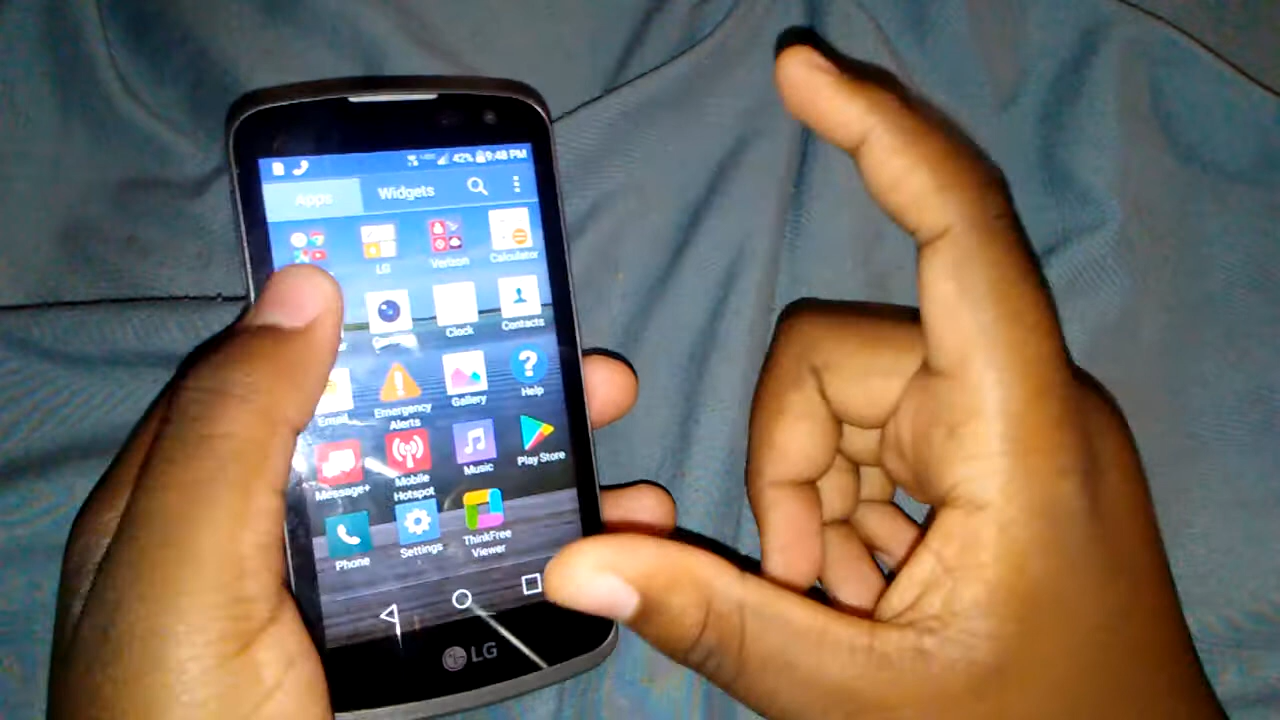 42% 9:48 PM
Apps Widgets
LG Verizon Calculator
Clock Contacts
Email Emergency Alerts Gallery Help
Message+ Mobile Hotspot Music Play Store
Phone Settings ThinkFree Viewer
LG